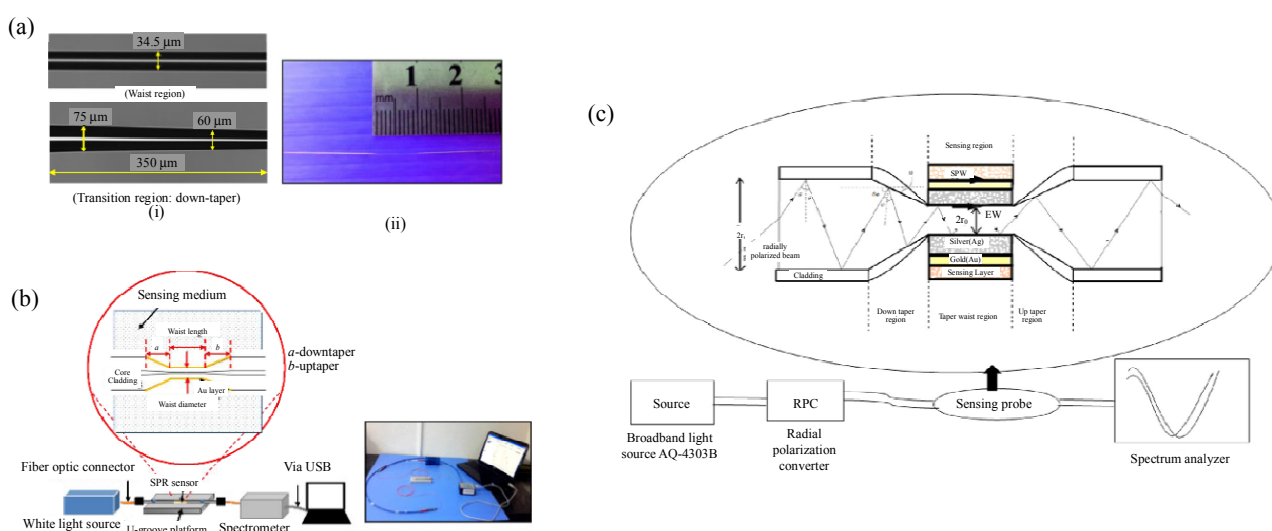 (a)
34.5 µm
(Waist region)
75 µm
60 µm
350 µm
(Transition region: down-taper)
(i)
1 2 3
mm
(ii)
(b)
Sensing medium
Waist length
a
b
Core
Cladding
Au layer
Waist diameter
a-downtaper
b-uptaper
Fiber optic connector
SPR sensor
Via USB
White light source
U-groove platform
Spectrometer
(c)
Sensing region
SPW
EW
2r₀
2r₁
radially
polarized beam
Silver(Ag)
Gold(Au)
Sensing Layer
Cladding
Down taper
region
Taper waist region
Up taper
region
Source
RPC
Sensing probe
Broadband light
source AQ-4303B
Radial
polarization
converter
Spectrum analyzer